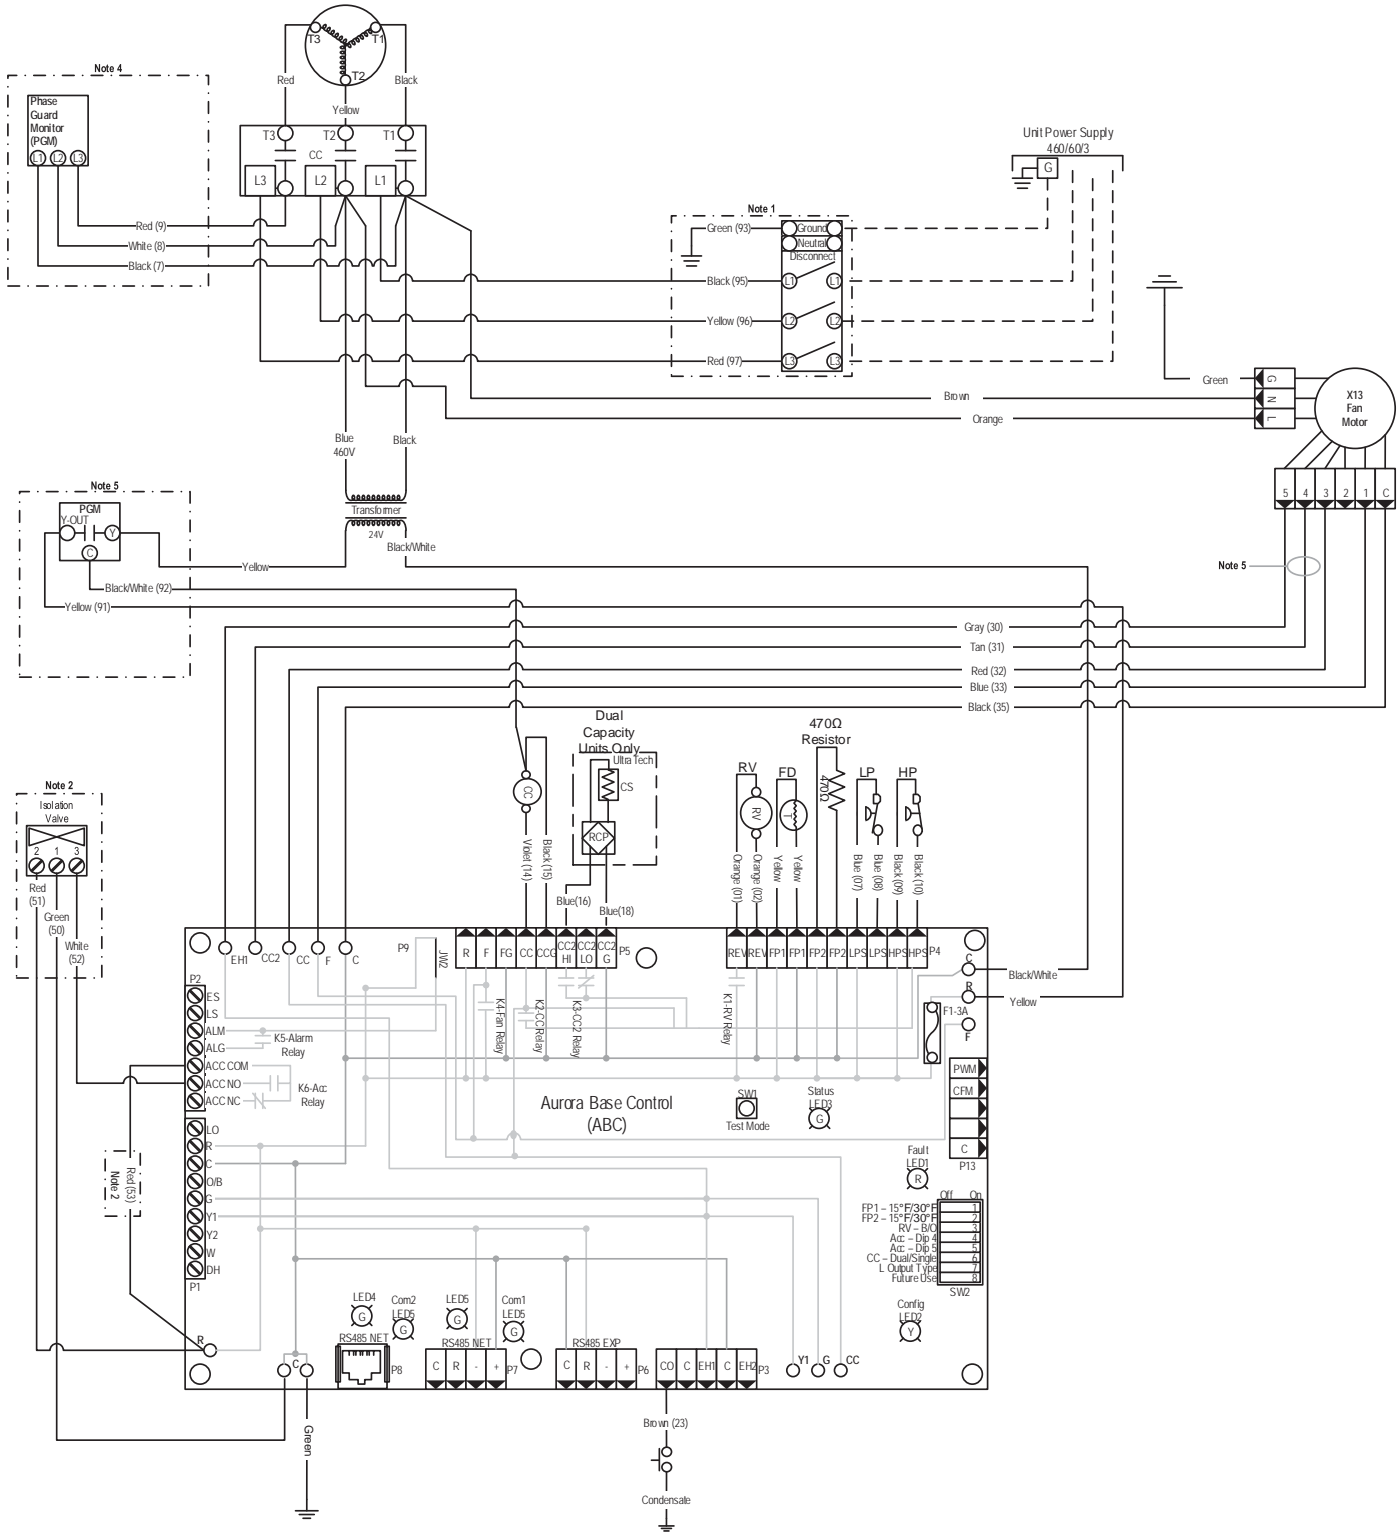 T3
T1
T2
Red
Black
Yellow
Note 4
Phase
Guard
Monitor
(PGM)
L1
L2
L3
T3
T2
T1
CC
L3
L2
L1
Unit Power Supply
460/60/3
G
Red (9)
White (8)
Black (7)
Note 1
Green (93)
Ground
Neutral
Disconnect
Black (95)
L1
L1
Yellow (96)
L2
L2
Red (97)
L3
L3
Green
Brown
Orange
G
N
L
X13
Fan
Motor
Blue
460V
Black
Transformer
24V
Black/White
5
4
3
2
1
C
Note 5
PGM
Y-OUT
Y
C
Yellow
Black/White (92)
Yellow (91)
Note 5
Gray (30)
Tan (31)
Red (32)
Blue (33)
Black (35)
Dual
Capacity
Units Only
UltraTech
CS
RCP
470Ω
Resistor
470Ω
RV
RV
FD
T
LP
HP
CC
Violet (14)
Black (15)
Blue(16)
Blue(18)
Orange (01)
Orange (02)
Yellow
Yellow
Blue (07)
Blue (08)
Black (09)
Black (10)
Note 2
Isolation
Valve
2
1
3
Red
(51)
Green
(50)
White
(52)
EH1
CC2
CC
F
C
P9
JW2
R
F
FG
CC
CCG
CC2
HI
CC2
LO
CC2
G
P5
REV
REV
FP1
FP1
FP2
FP2
LPS
LPS
HPS
HPS
P4
C
R
F
F1-3A
Black/White
Yellow
K4-Fan Relay
K2-CC Relay
K3-CC2 Relay
K1-RV Relay
P2
ES
LS
ALM
ALG
ACC COM
ACC NO
ACC NC
K5-Alarm
Relay
K6-Acc
Relay
LO
R
C
O/B
G
Y1
Y2
W
DH
P1
Red (53)
Note 2
Aurora Base Control
(ABC)
SW1
Test Mode
Status
LED3
G
PWM
CFM
C
P13
Fault
LED1
R
Off
On
FP1 – 15°F/30°F
1
FP2 – 15°F/30°F
2
RV – B/O
3
Acc – Dip 4
4
Acc – Dip 5
5
CC – Dual/Single
6
L Output Type
7
Future Use
8
SW2
Config
LED2
Y
R
C
LED4
G
Com2
LED5
G
LED5
G
Com1
LED5
G
RS485 NET
P8
RS485 NET
C
R
-
+
P7
RS485 EXP
C
R
-
+
P6
CO
C
EH1
C
EH2
P3
Y1
G
CC
Green
Brown (23)
Condensate